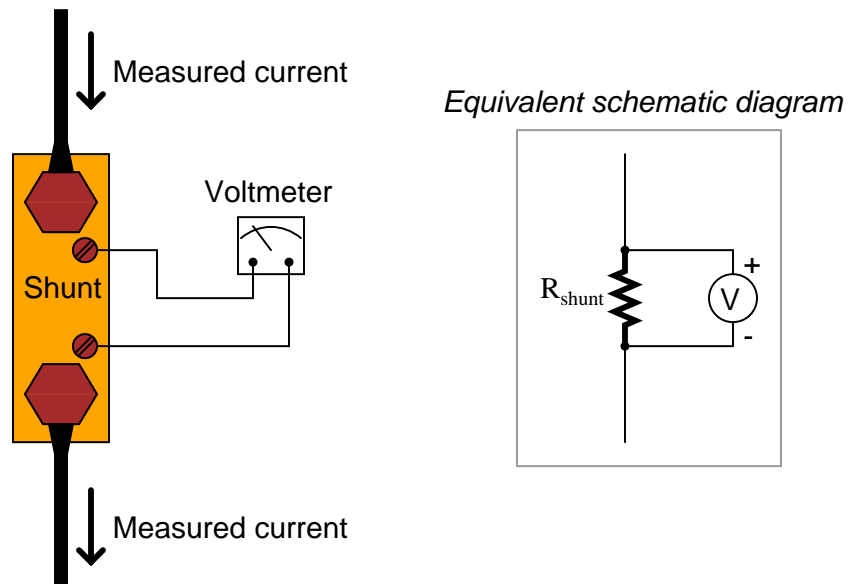 Measured current
Equivalent schematic diagram
Voltmeter
Shunt
R_shunt
V
+
-
Measured current